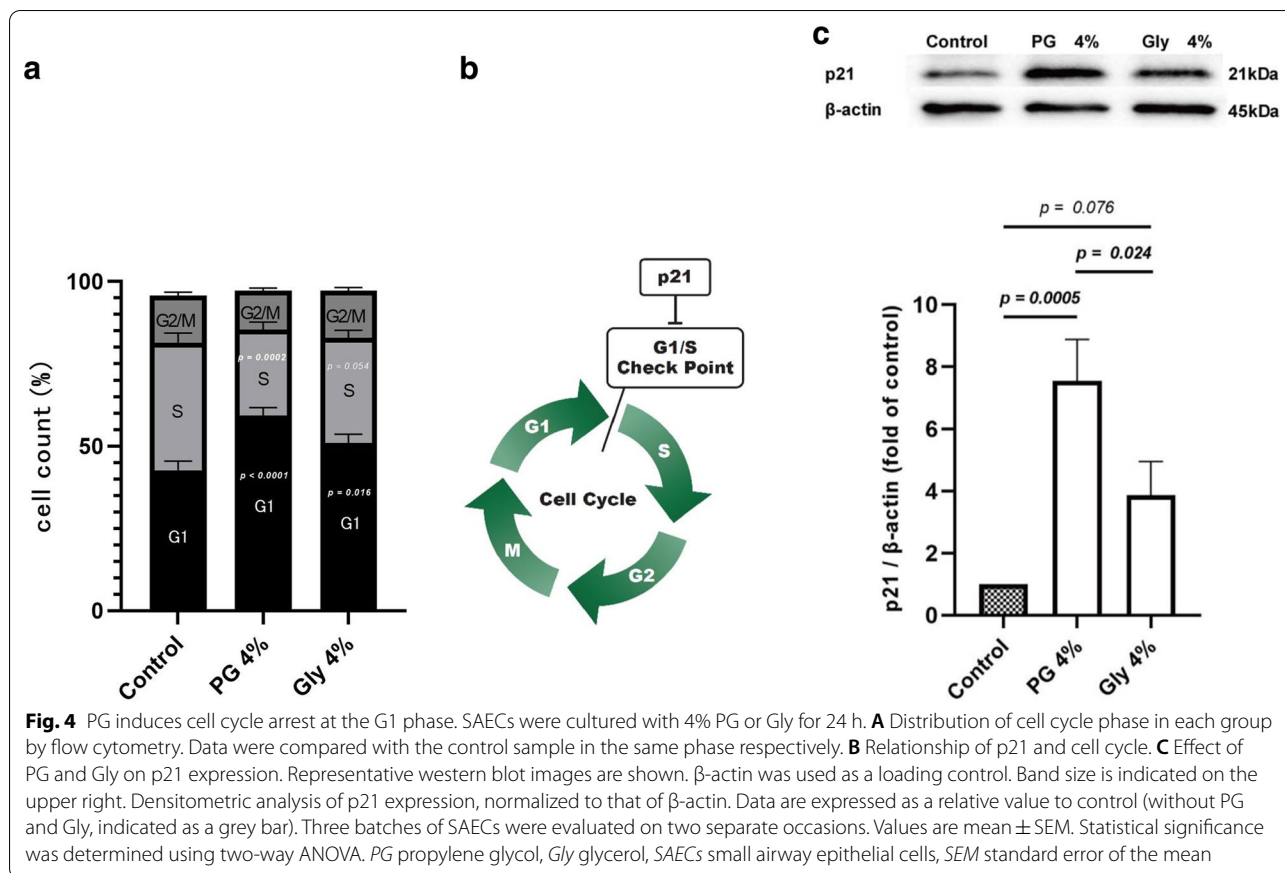 a
b
c
Control PG 4% Gly 4%
p21 21kDa
β-actin 45kDa
cell count (%)
100
50
0
G2/M
S
G1
G2/M
p = 0.0002
S
p < 0.0001
G1
G2/M
p = 0.054
S
p = 0.016
G1
Control
PG 4%
Gly 4%
p21
G1/S
Check Point
G1
S
Cell Cycle
M
G2
p = 0.076
p = 0.024
p = 0.0005
p21 / β-actin (fold of control)
10
8
6
4
2
0
Control
PG 4%
Gly 4%
Fig. 4 PG induces cell cycle arrest at the G1 phase. SAECs were cultured with 4% PG or Gly for 24 h. A Distribution of cell cycle phase in each group
by flow cytometry. Data were compared with the control sample in the same phase respectively. B Relationship of p21 and cell cycle. C Effect of
PG and Gly on p21 expression. Representative western blot images are shown. β-actin was used as a loading control. Band size is indicated on the
upper right. Densitometric analysis of p21 expression, normalized to that of β-actin. Data are expressed as a relative value to control (without PG
and Gly, indicated as a grey bar). Three batches of SAECs were evaluated on two separate occasions. Values are mean ± SEM. Statistical significance
was determined using two-way ANOVA. PG propylene glycol, Gly glycerol, SAECs small airway epithelial cells, SEM standard error of the mean